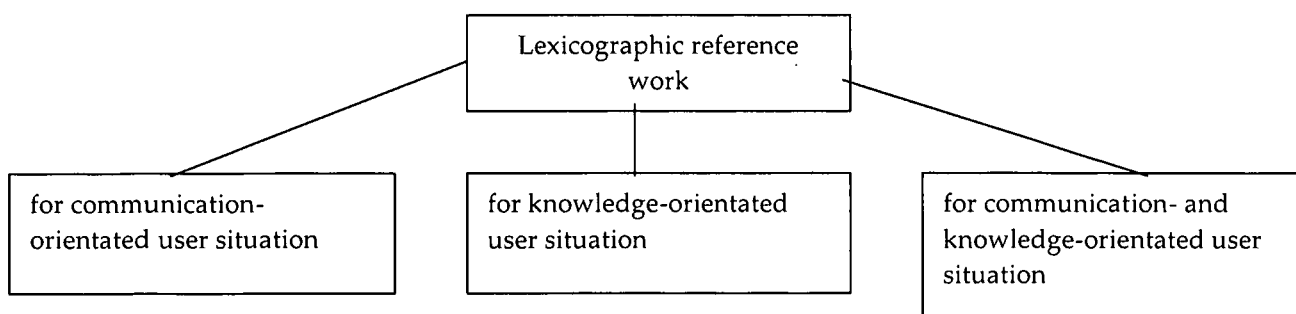 Lexicographic reference
work
for communication-
orientated user situation
for knowledge-orientated
user situation
for communication- and
knowledge-orientated user
situation